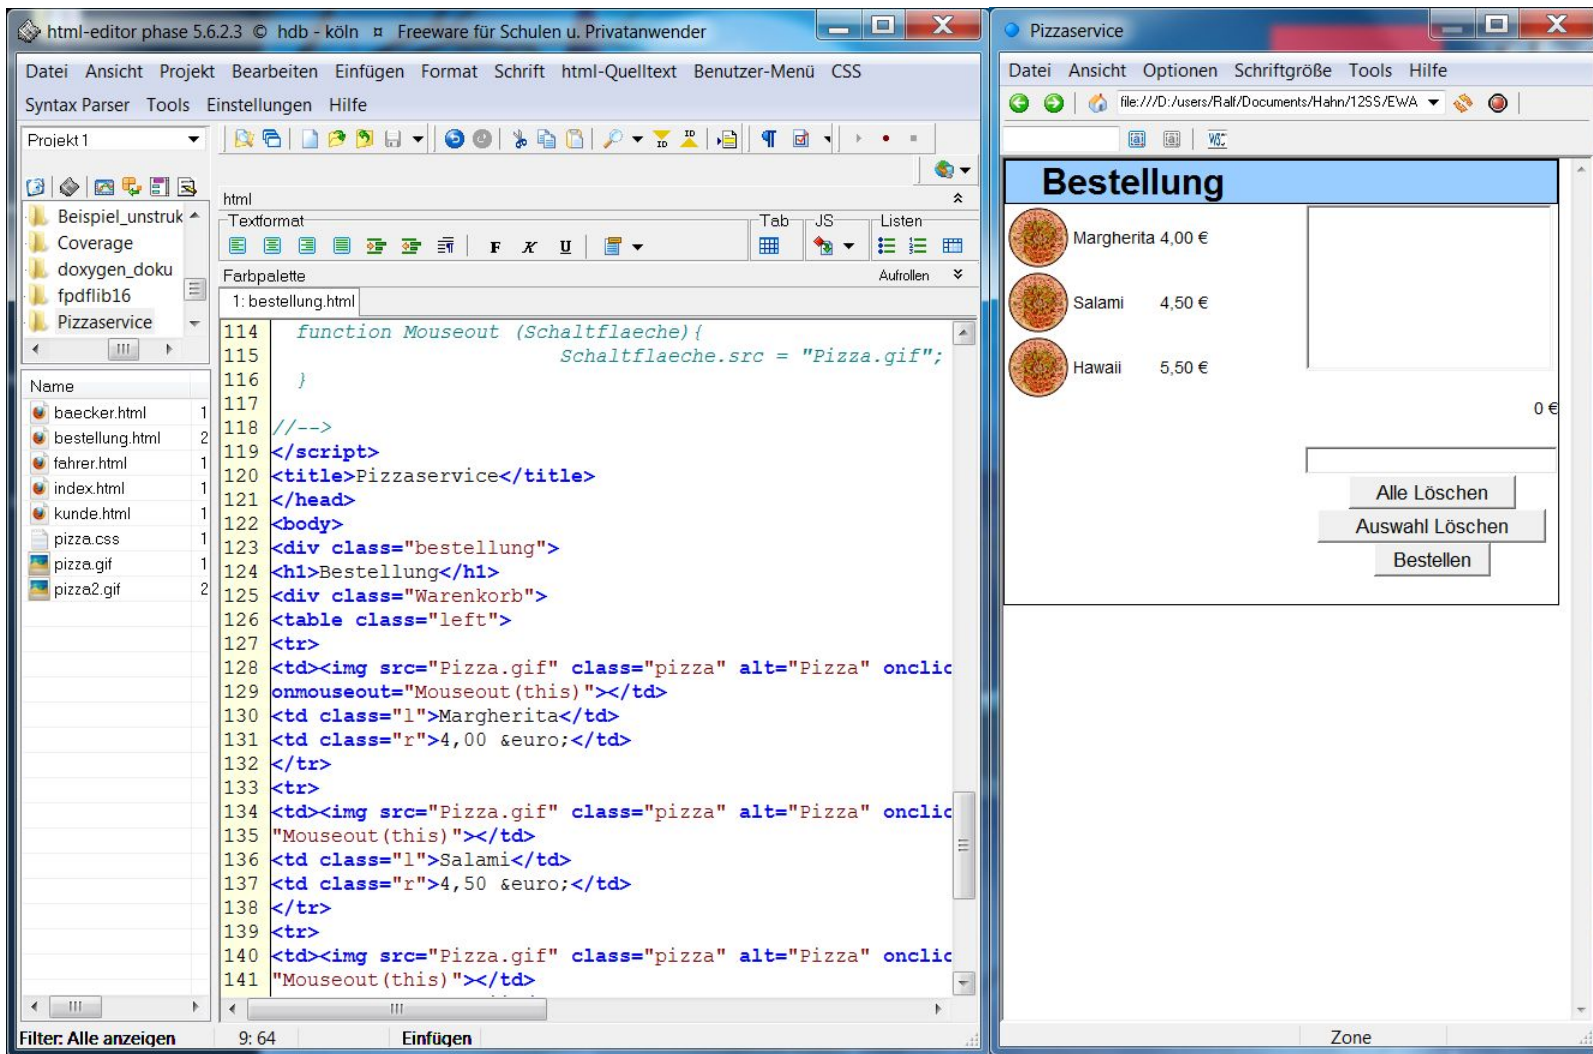 html-editor phase 5.6.2.3 © hdb - köln ¤ Freeware für Schulen u. Privatanwender
Datei Ansicht Projekt Bearbeiten Einfügen Format Schrift html-Quelltext Benutzer-Menü CSS
Syntax Parser Tools Einstellungen Hilfe
Projekt1
Beispiel_unstruk
Coverage
doxygen_doku
fpdflib16
Pizzaservice
Name
baecker.html 1
bestellung.html 2
fahrer.html 1
index.html 1
kunde.html 1
pizza.css 1
pizza.gif 1
pizza2.gif 2
Filter: Alle anzeigen
html
Textformat
Tab
JS
Listen
F K U
Farbpalette
Aufrollen
1: bestellung.html
114 function Mouseout (Schaltflaeche){
115 Schaltflaeche.src = "Pizza.gif";
116 }
117
118 //-->
119 </script>
120 <title>Pizzaservice</title>
121 </head>
122 <body>
123 <div class="bestellung">
124 <h1>Bestellung</h1>
125 <div class="Warenkorb">
126 <table class="left">
127 <tr>
128 <td><img src="Pizza.gif" class="pizza" alt="Pizza" onclic
129 onmouseout="Mouseout(this)"></td>
130 <td class="l">Margherita</td>
131 <td class="r">4,00 &euro;</td>
132 </tr>
133 <tr>
134 <td><img src="Pizza.gif" class="pizza" alt="Pizza" onclic
135 "Mouseout(this)"></td>
136 <td class="l">Salami</td>
137 <td class="r">4,50 &euro;</td>
138 </tr>
139 <tr>
140 <td><img src="Pizza.gif" class="pizza" alt="Pizza" onclic
141 "Mouseout(this)"></td>
9: 64
Einfügen
Pizzaservice
Datei Ansicht Optionen Schriftgröße Tools Hilfe
file:///D:/users/Ralf/Documents/Hahn/12SS/EWA
Bestellung
Margherita 4,00 €
Salami 4,50 €
Hawaii 5,50 €
0 €
Alle Löschen
Auswahl Löschen
Bestellen
Zone